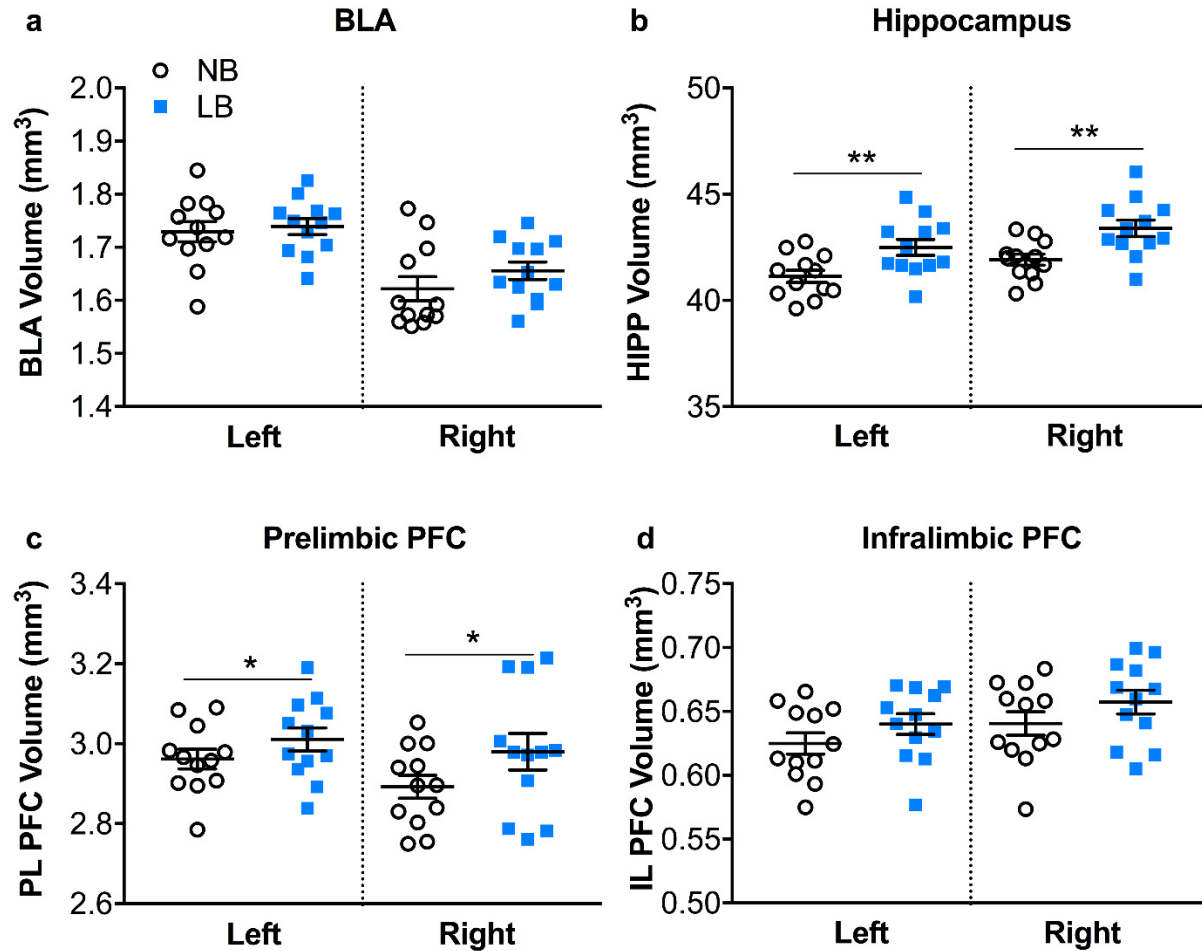 a
BLA
NB
LB
BLA Volume (mm³)
2.0
1.9
1.8
1.7
1.6
1.5
1.4
Left
Right
b
Hippocampus
HIPP Volume (mm³)
50
45
40
35
**
**
Left
Right
c
Prelimbic PFC
PL PFC Volume (mm³)
3.4
3.2
3.0
2.8
2.6
*
*
Left
Right
d
Infralimbic PFC
IL PFC Volume (mm³)
0.75
0.70
0.65
0.60
0.55
0.50
Left
Right